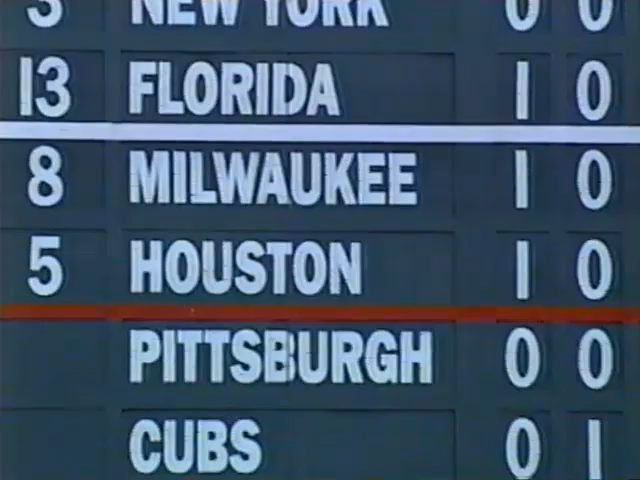 3 NEW YORK 0 0
13 FLORIDA 1 0
8 MILWAUKEE 1 0
5 HOUSTON 1 0
PITTSBURGH 0 0
CUBS 0 1